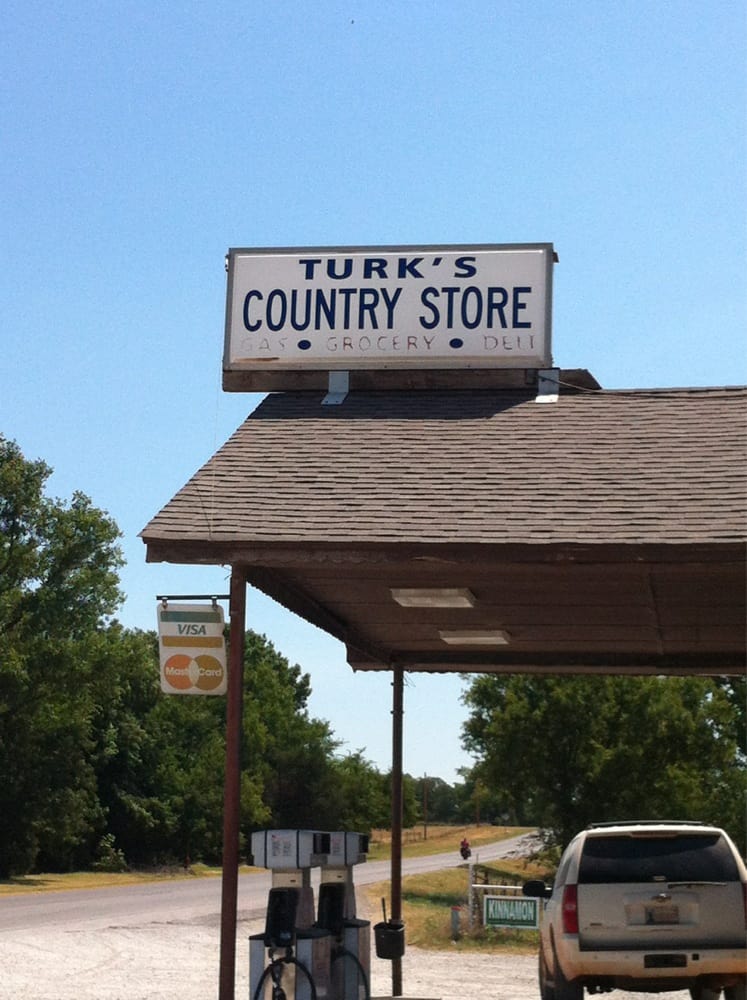 TURK'S
COUNTRY STORE
GAS • GROCERY • DELI
VISA
MasterCard
KINNAMON